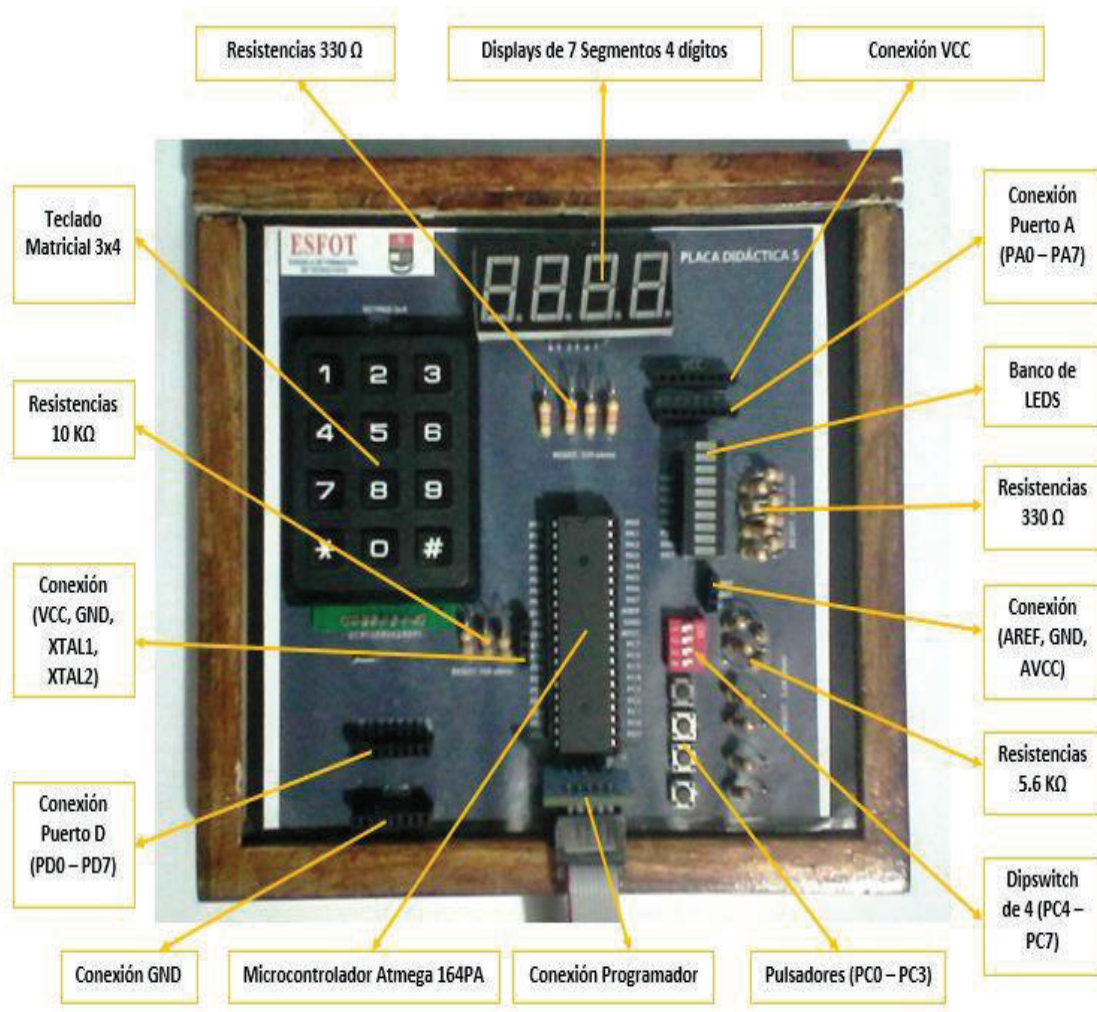 Resistencias 330 Ω
Displays de 7 Segmentos 4 dígitos
Conexión VCC
Teclado
Matricial 3x4
Conexión
Puerto A
(PA0 – PA7)
ESFOT
PLACA DIDÁCTICA 5
VCC
1 2 3
4 5 6
7 8 9
* 0 #
Resistencias
10 KΩ
Banco de
LEDS
Resistencias
330 Ω
Conexión
(VCC, GND,
XTAL1,
XTAL2)
Conexión
(AREF, GND,
AVCC)
Resistencias
5.6 KΩ
Conexión
Puerto D
(PD0 – PD7)
Dipswitch
de 4 (PC4 –
PC7)
Conexión GND
Microcontrolador Atmega 164PA
Conexión Programador
Pulsadores (PC0 – PC3)